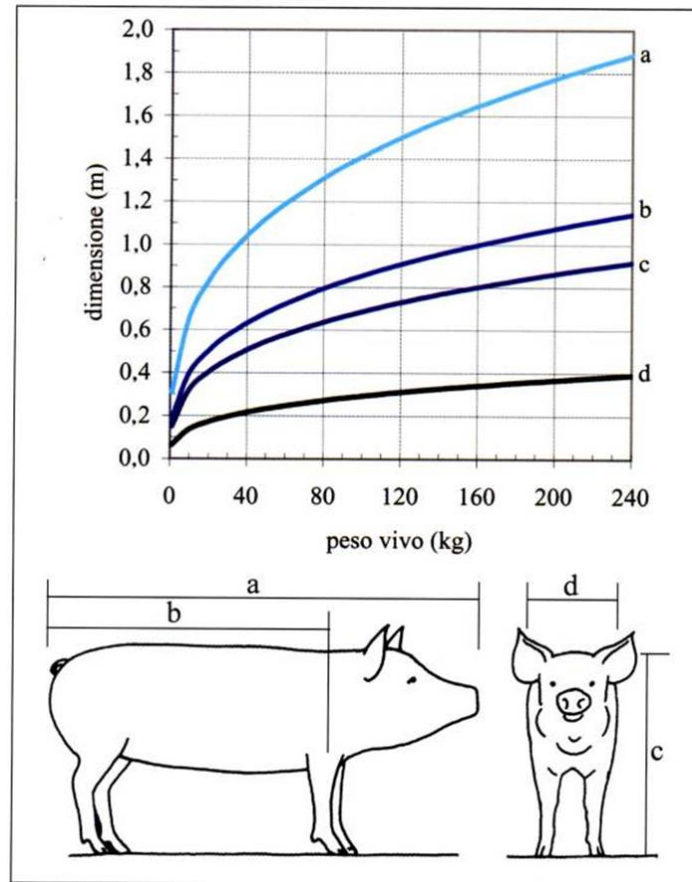 2,0
1,8
1,6
1,4
1,2
1,0
0,8
0,6
0,4
0,2
0,0
dimensione (m)
a
b
c
d
0 40 80 120 160 200 240
peso vivo (kg)
a
b
d
c